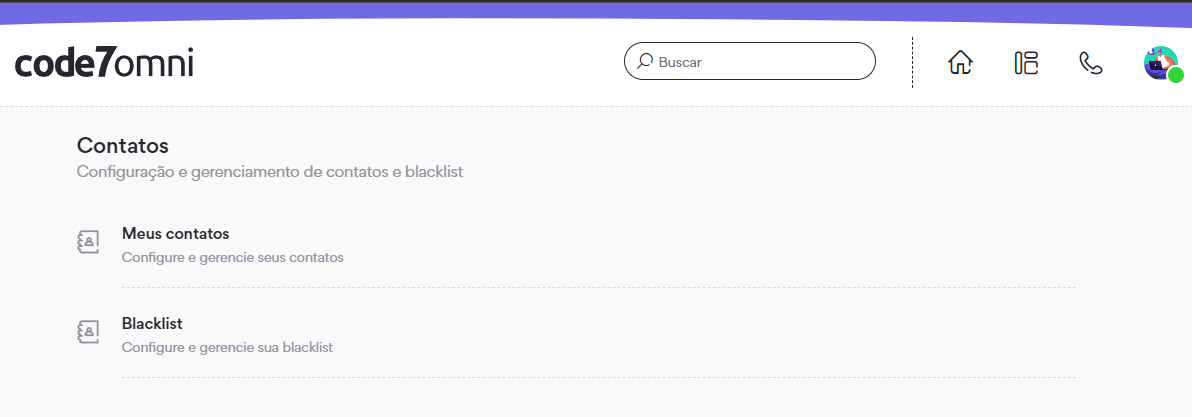 code7omni
Buscar
Contatos
Configuração e gerenciamento de contatos e blacklist
Meus contatos
Configure e gerencie seus contatos
Blacklist
Configure e gerencie sua blacklist